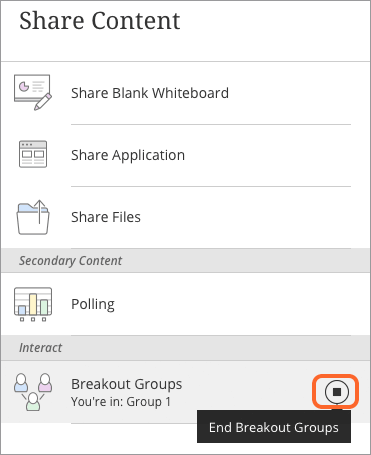 Share Content
Share Blank Whiteboard
Share Application
Share Files
Secondary Content
Polling
Interact
Breakout Groups
You're in: Group 1
End Breakout Groups